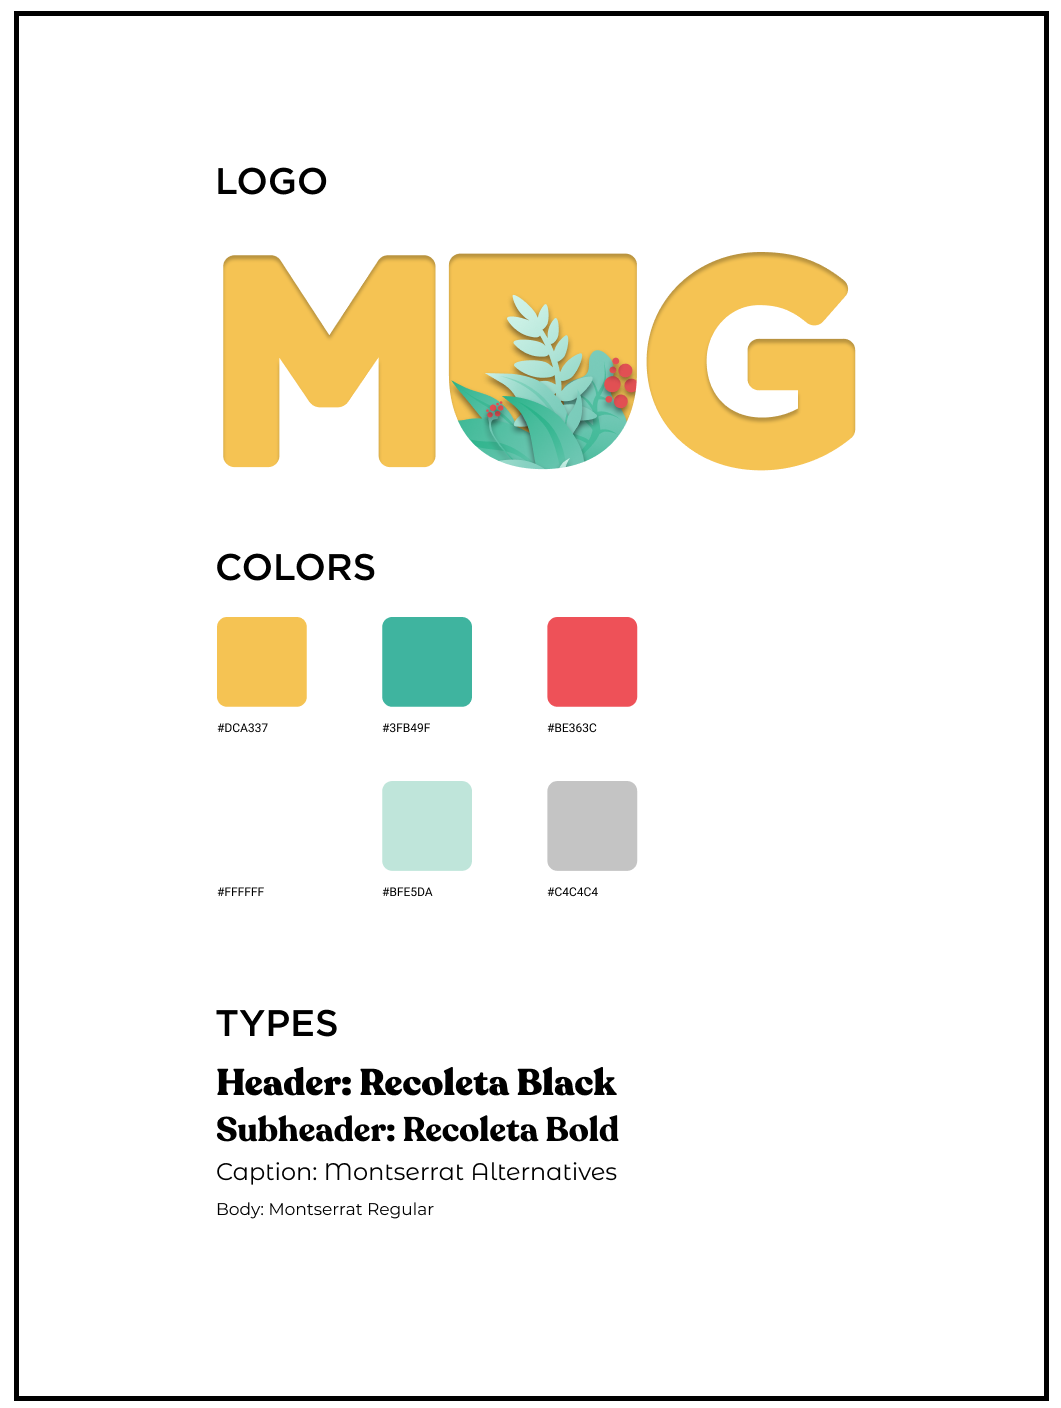 LOGO
MUG
COLORS
#DCA337 #3FB49F #BE363C
#FFFFFF #BFE5DA #C4C4C4
TYPES
Header: Recoleta Black
Subheader: Recoleta Bold
Caption: Montserrat Alternatives
Body: Montserrat Regular